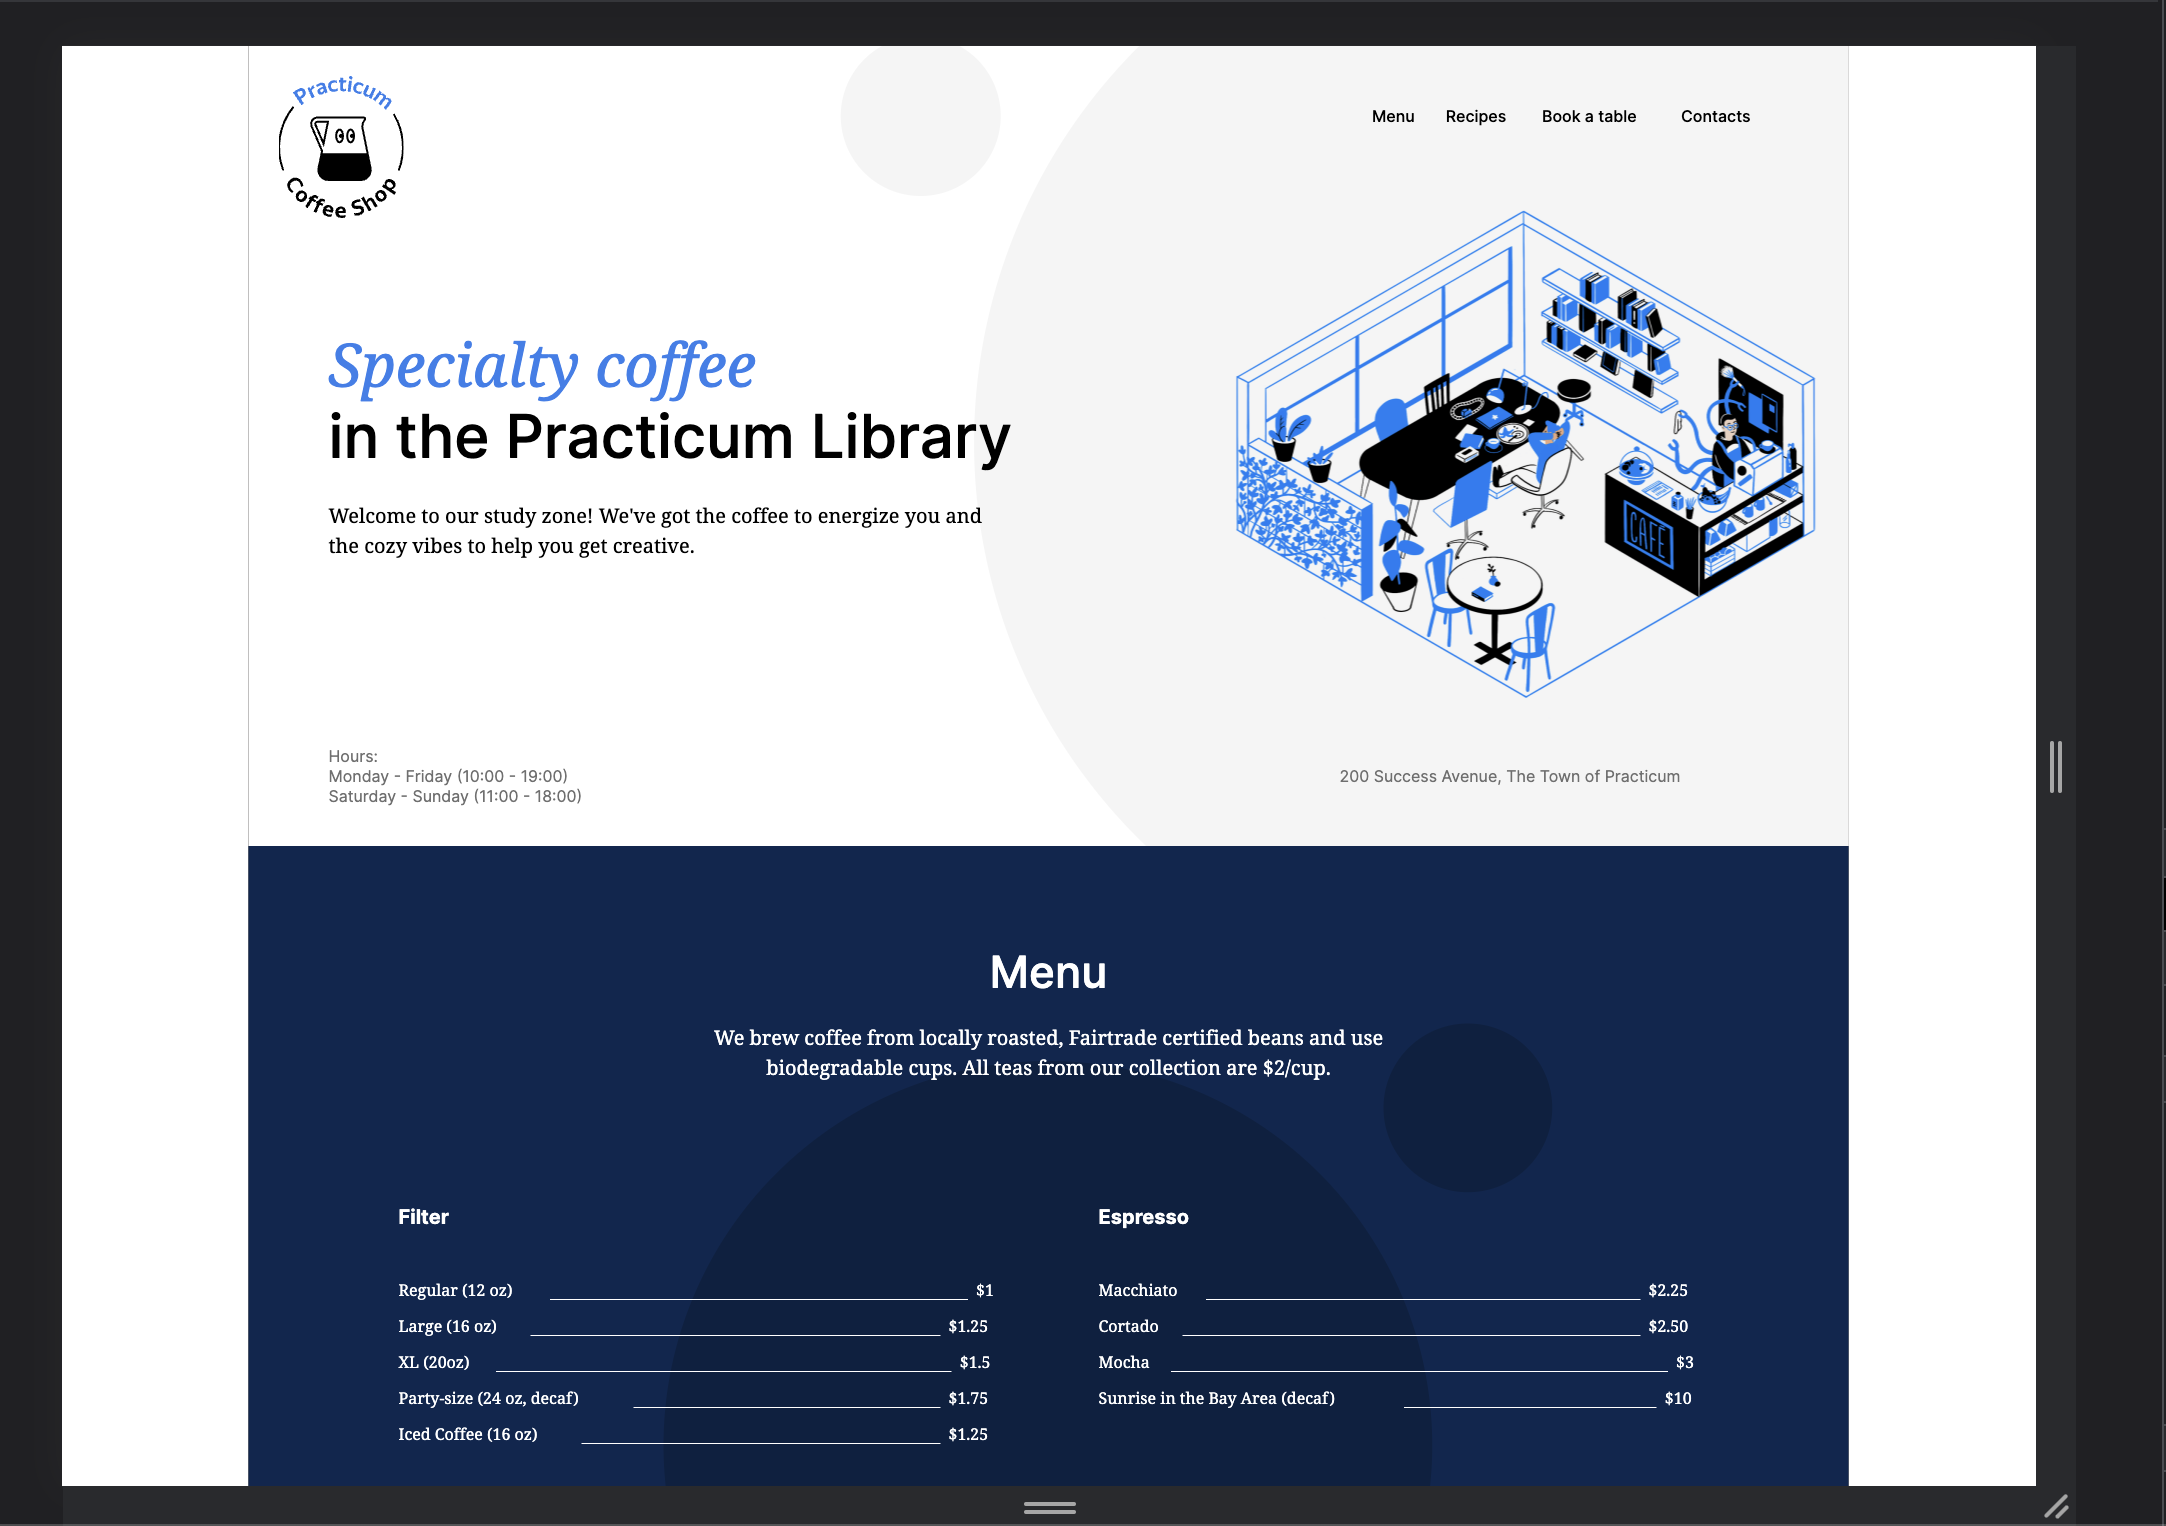 Practicum
Coffee Shop
Menu Recipes Book a table Contacts
Specialty coffee
in the Practicum Library
Welcome to our study zone! We've got the coffee to energize you and
the cozy vibes to help you get creative.
CAFE
Hours:
Monday - Friday (10:00 - 19:00)
Saturday - Sunday (11:00 - 18:00)
200 Success Avenue, The Town of Practicum
Menu
We brew coffee from locally roasted, Fairtrade certified beans and use
biodegradable cups. All teas from our collection are $2/cup.
Filter
Regular (12 oz) $1
Large (16 oz) $1.25
XL (20oz) $1.5
Party-size (24 oz, decaf) $1.75
Iced Coffee (16 oz) $1.25
Espresso
Macchiato $2.25
Cortado $2.50
Mocha $3
Sunrise in the Bay Area (decaf) $10